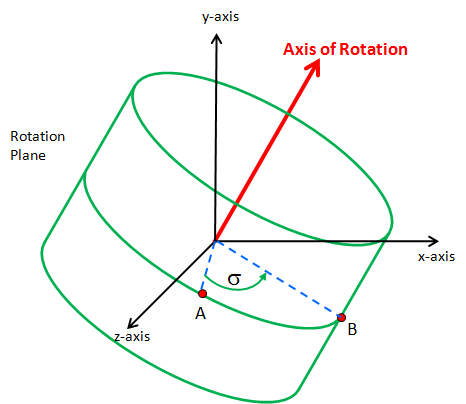 y-axis
Axis of Rotation
Rotation
Plane
x-axis
σ
A
z-axis
B